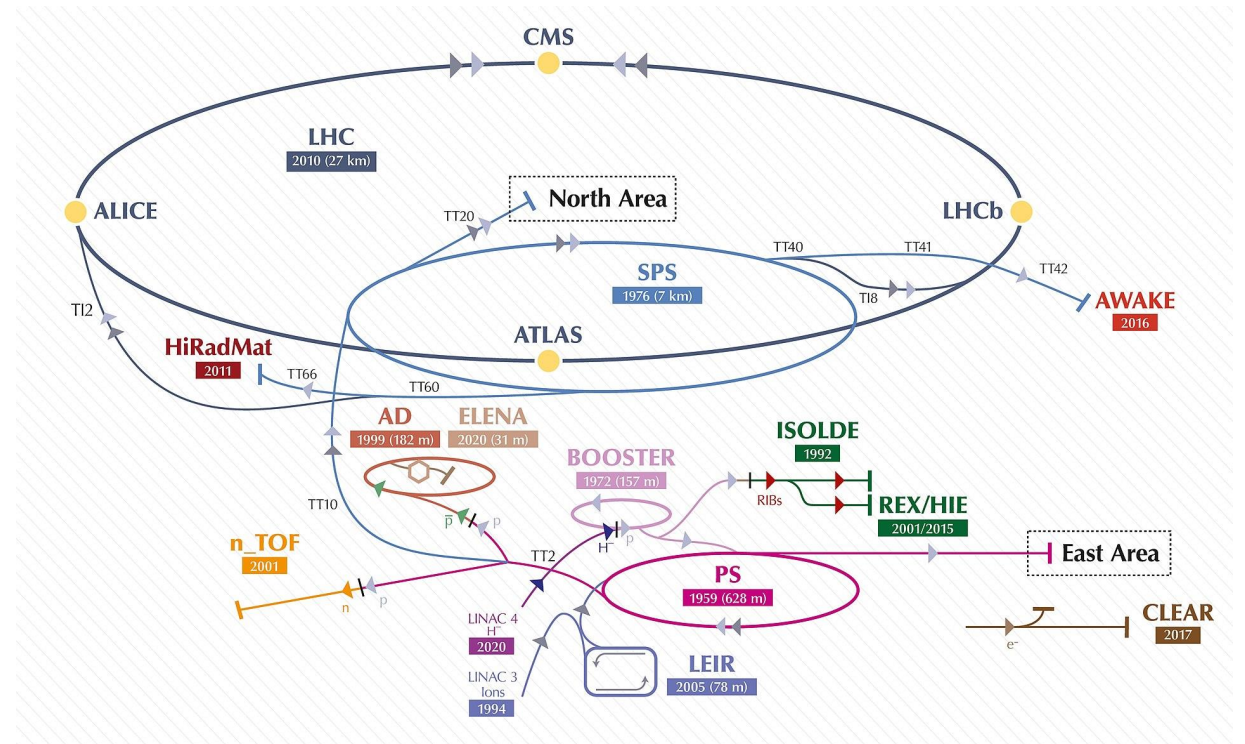 CMS
LHC
2010 (27 km)
North Area
TT20
ALICE
LHCb
TT40
TT41
SPS
1976 (7 km)
TT42
TI8
AWAKE
2016
TI2
ATLAS
HiRadMat
2011
TT66
TT60
AD
1999 (182 m)
ELENA
2020 (31 m)
ISOLDE
1992
BOOSTER
1972 (157 m)
RIBs
REX/HIE
2001/2015
TT10
p̅
p
H⁻
p
n_TOF
2001
TT2
East Area
PS
1959 (628 m)
n
p
LINAC 4
H⁻
2020
CLEAR
2017
e⁻
LINAC 3
Ions
1994
LEIR
2005 (78 m)